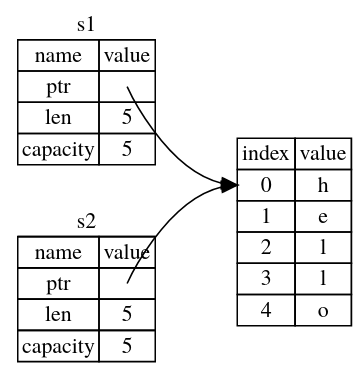 s1
name value
ptr
len 5
capacity 5
index value
0 h
1 e
2 l
3 l
4 o
s2
name value
ptr
len 5
capacity 5